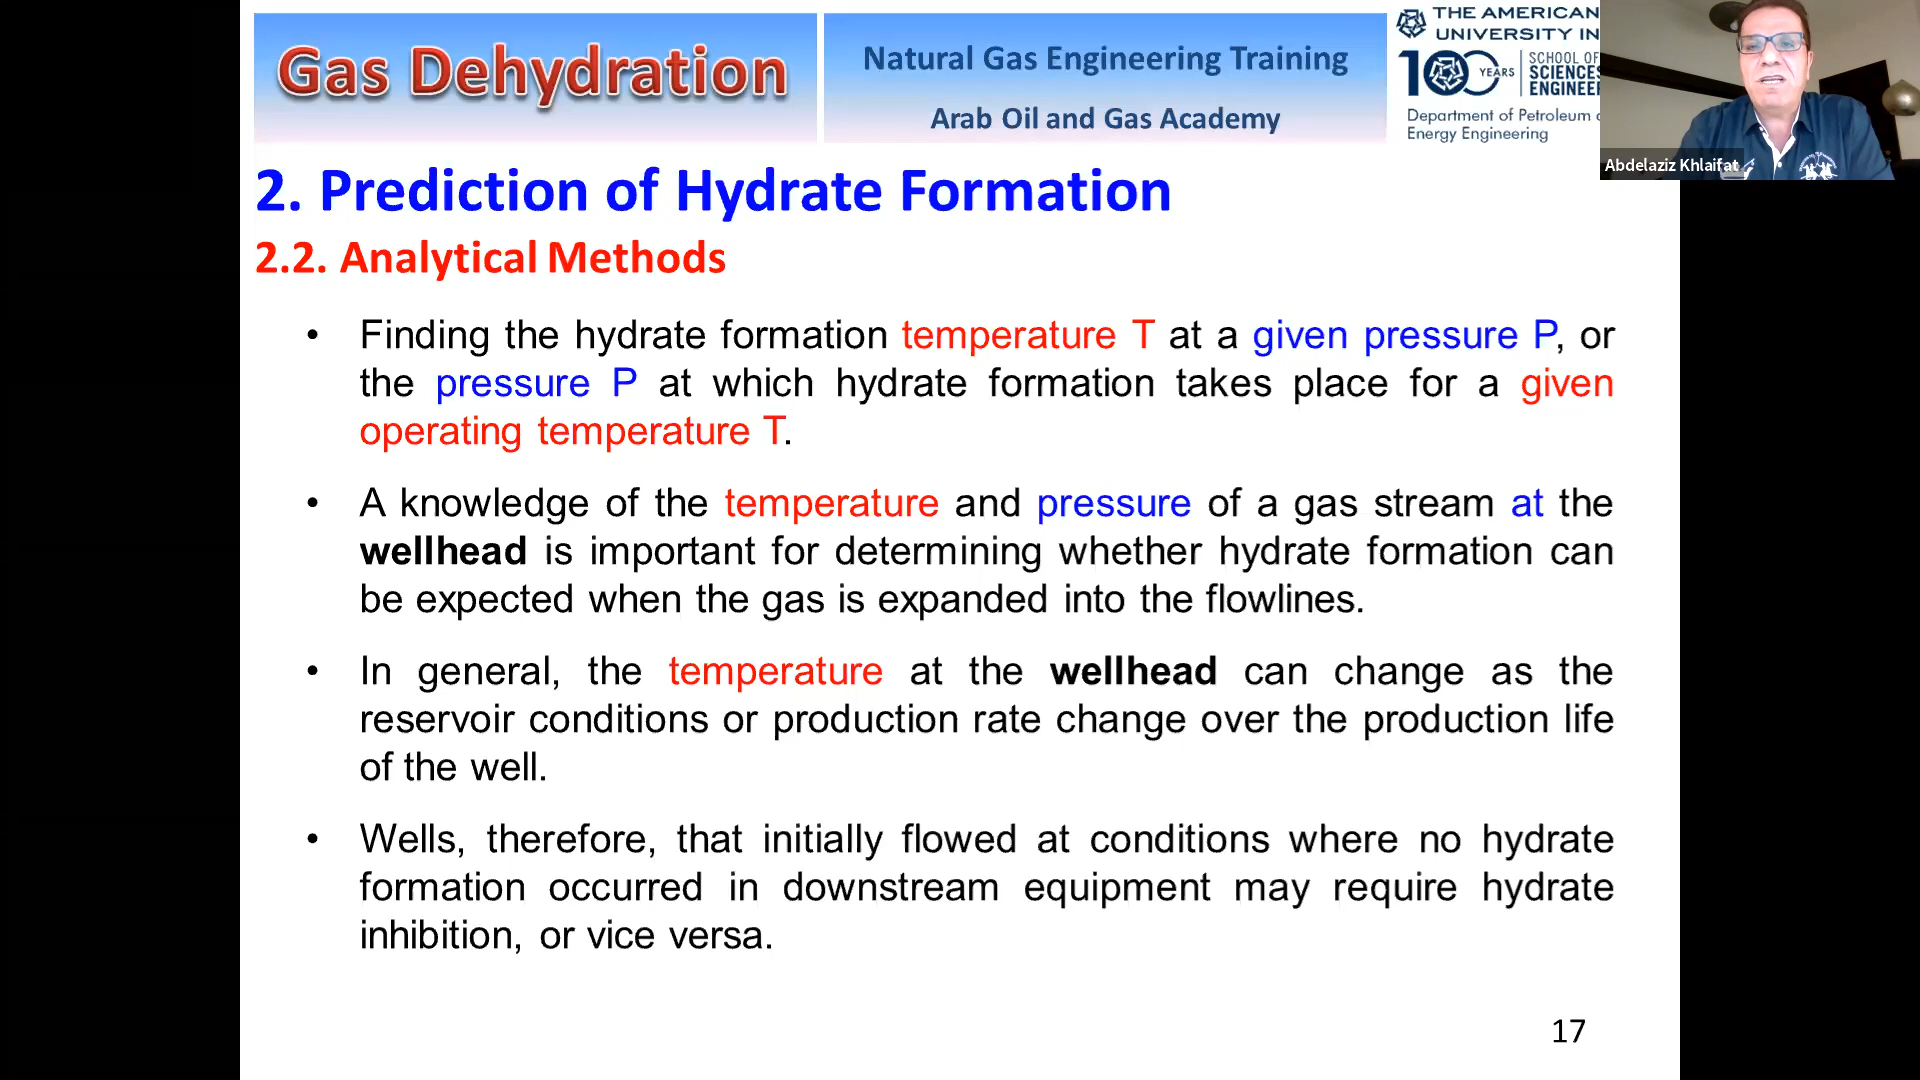 Gas Dehydration
Natural Gas Engineering Training
Arab Oil and Gas Academy
THE AMERICAN
UNIVERSITY IN
100 YEARS
SCHOOL OF
SCIENCES
ENGINEER
Department of Petroleum
Energy Engineering
Abdelaziz Khlaifat
2. Prediction of Hydrate Formation
2.2. Analytical Methods
• Finding the hydrate formation temperature T at a given pressure P, or
the pressure P at which hydrate formation takes place for a given
operating temperature T.
• A knowledge of the temperature and pressure of a gas stream at the
wellhead is important for determining whether hydrate formation can
be expected when the gas is expanded into the flowlines.
• In general, the temperature at the wellhead can change as the
reservoir conditions or production rate change over the production life
of the well.
• Wells, therefore, that initially flowed at conditions where no hydrate
formation occurred in downstream equipment may require hydrate
inhibition, or vice versa.
17